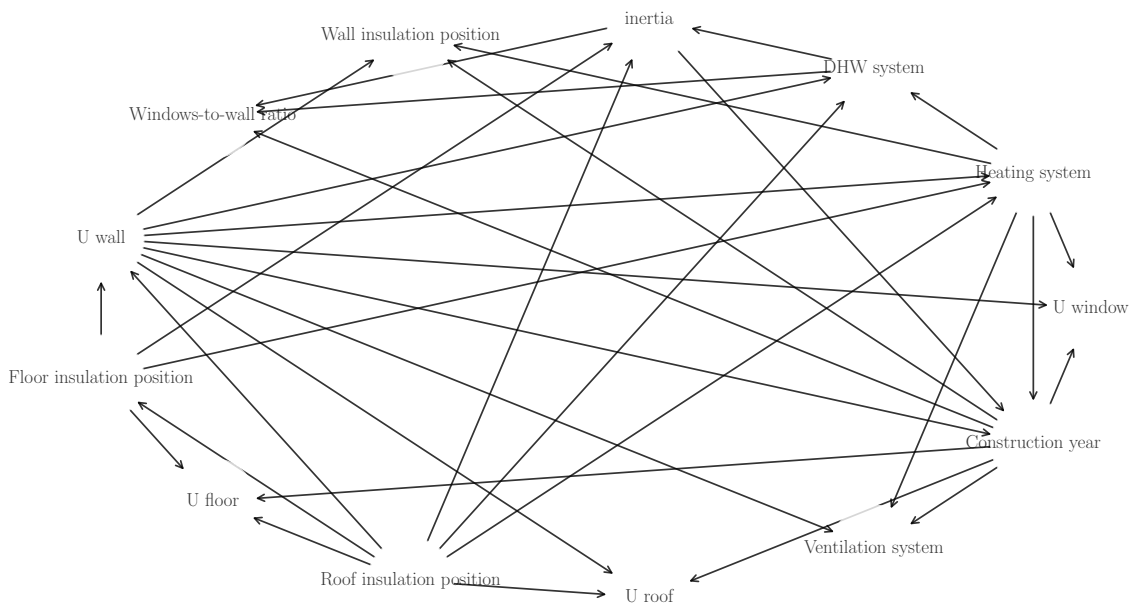 inertia
Wall insulation position
DHW system
Windows-to-wall ratio
Heating system
U wall
U window
Floor insulation position
Construction year
U floor
Ventilation system
Roof insulation position
U roof